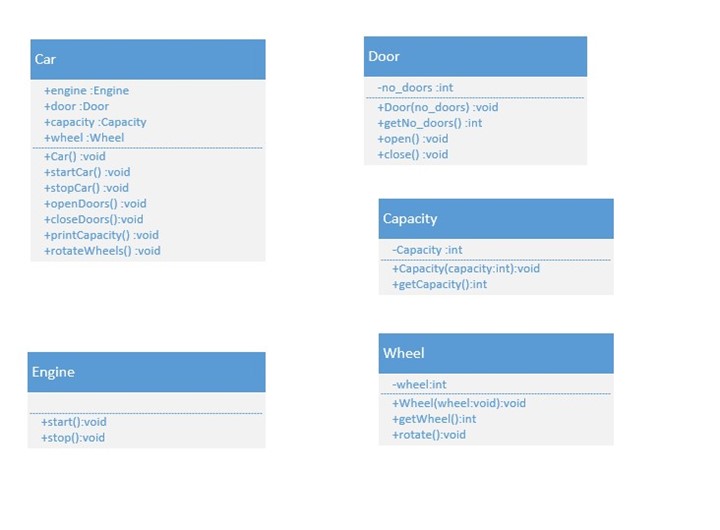 Car
+engine :Engine
+door :Door
+capacity :Capacity
+wheel :Wheel
+Car() :void
+startCar() :void
+stopCar() :void
+openDoors() :void
+closeDoors():void
+printCapacity() :void
+rotateWheels() :void
Door
-no_doors :int
+Door(no_doors) :void
+getNo_doors() :int
+open() :void
+close() :void
Capacity
-Capacity :int
+Capacity(capacity:int):void
+getCapacity():int
Engine
+start():void
+stop():void
Wheel
-wheel:int
+Wheel(wheel:void):void
+getWheel():int
+rotate():void